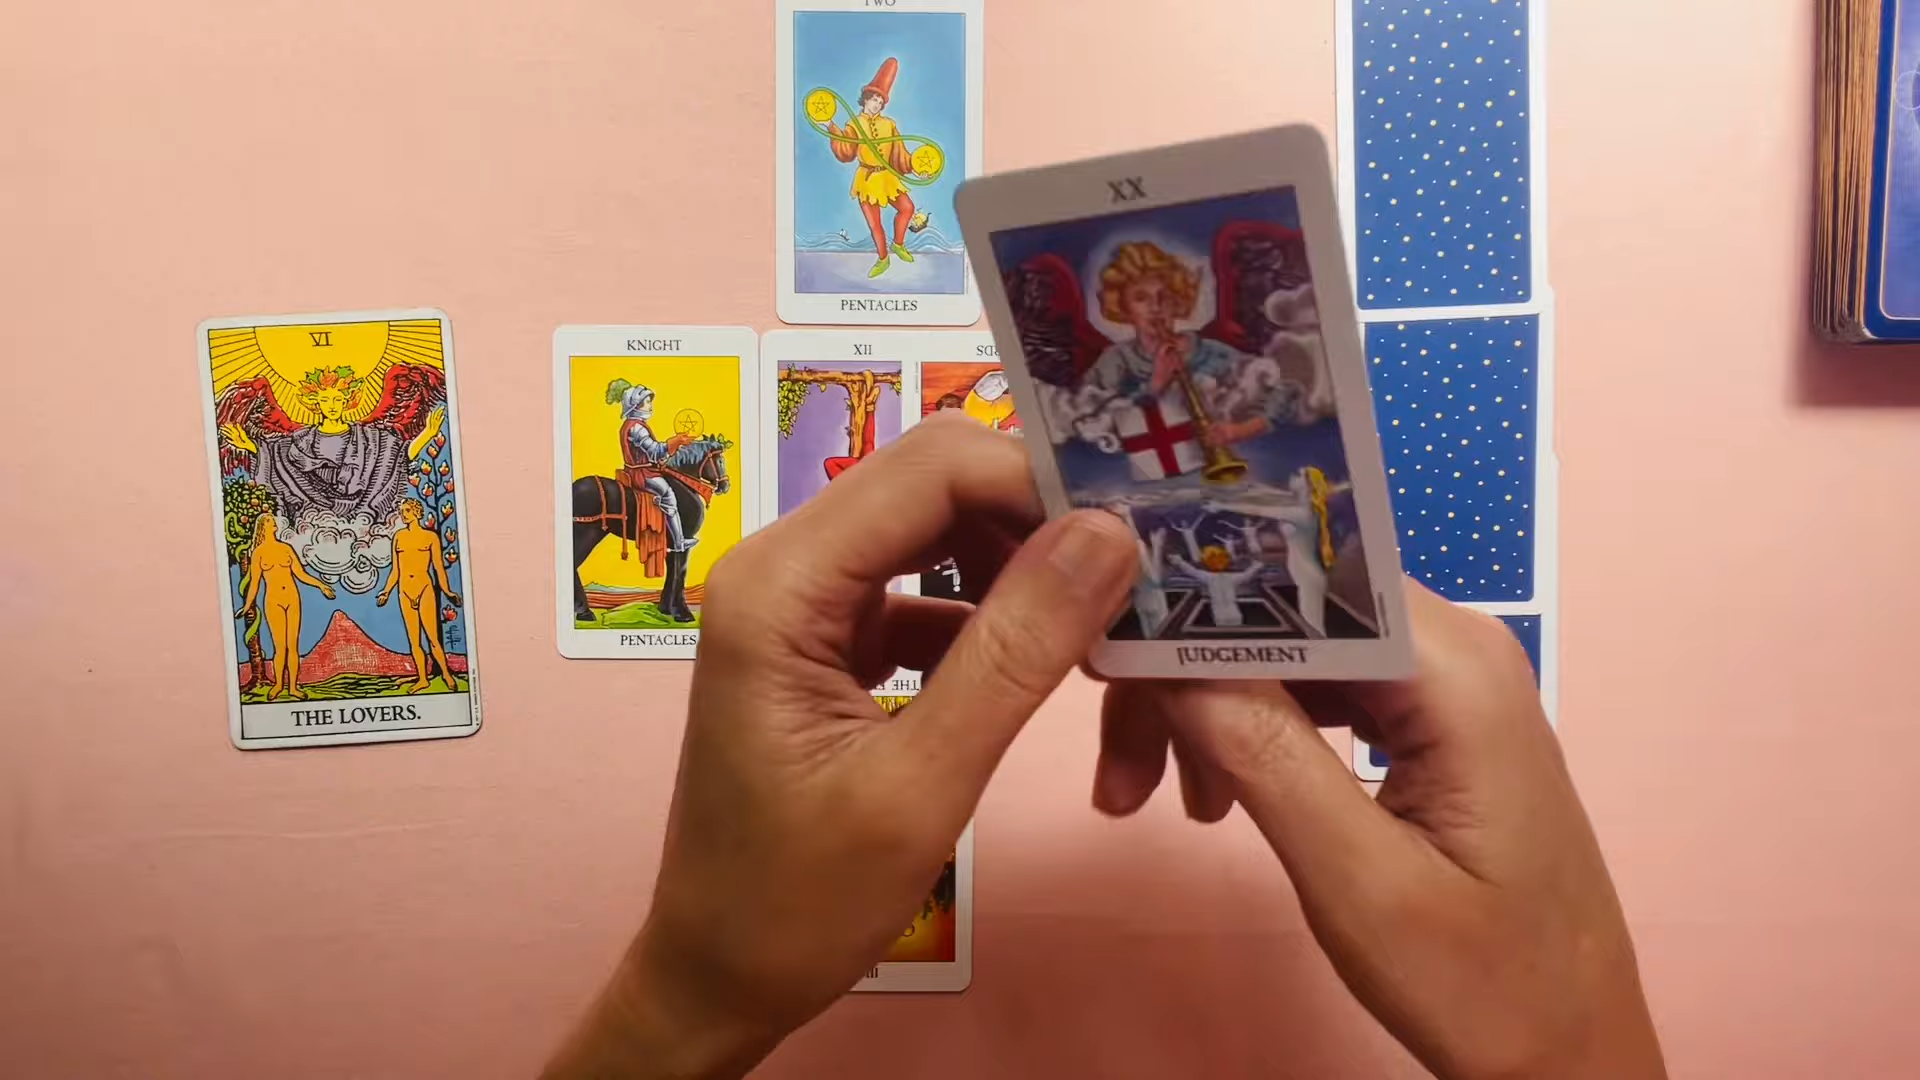 TWO
PENTACLES
XX
JUDGEMENT
VI
THE LOVERS.
KNIGHT
PENTACLES
XII